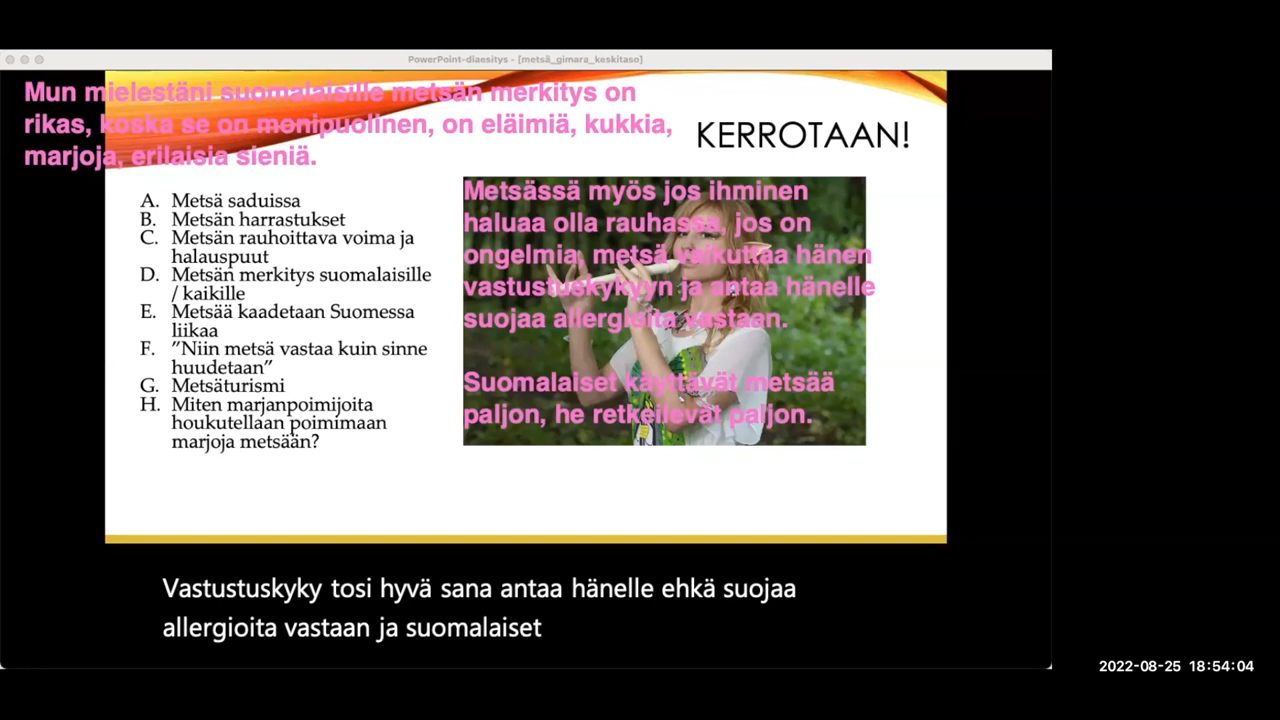 PowerPoint-diaesitys - [metsä_gimara_keskitaso]
Mun mielestäni suomalaisille metsän merkitys on
rikas, koska se on monipuolinen, on eläimiä, kukkia,
marjoja, erilaisia sieniä.
KERROTAAN!
A. Metsä saduissa
B. Metsän harrastukset
C. Metsän rauhoittava voima ja
halauspuut
D. Metsän merkitys suomalaisille
/ kaikille
E. Metsää kaadetaan Suomessa
liikaa
F. ”Niin metsä vastaa kuin sinne
huudetaan”
G. Metsäturismi
H. Miten marjanpoimijoita
houkutellaan poimimaan
marjoja metsään?
Metsässä myös jos ihminen
haluaa olla rauhassa, jos on
ongelmia, metsä vaikuttaa hänen
vastustuskykyyn ja antaa hänelle
suojaa allergioita vastaan.
Suomalaiset käyttävät metsää
paljon, he retkeilevät paljon.
Vastustuskyky tosi hyvä sana antaa hänelle ehkä suojaa
allergioita vastaan ja suomalaiset
2022-08-25 18:54:04